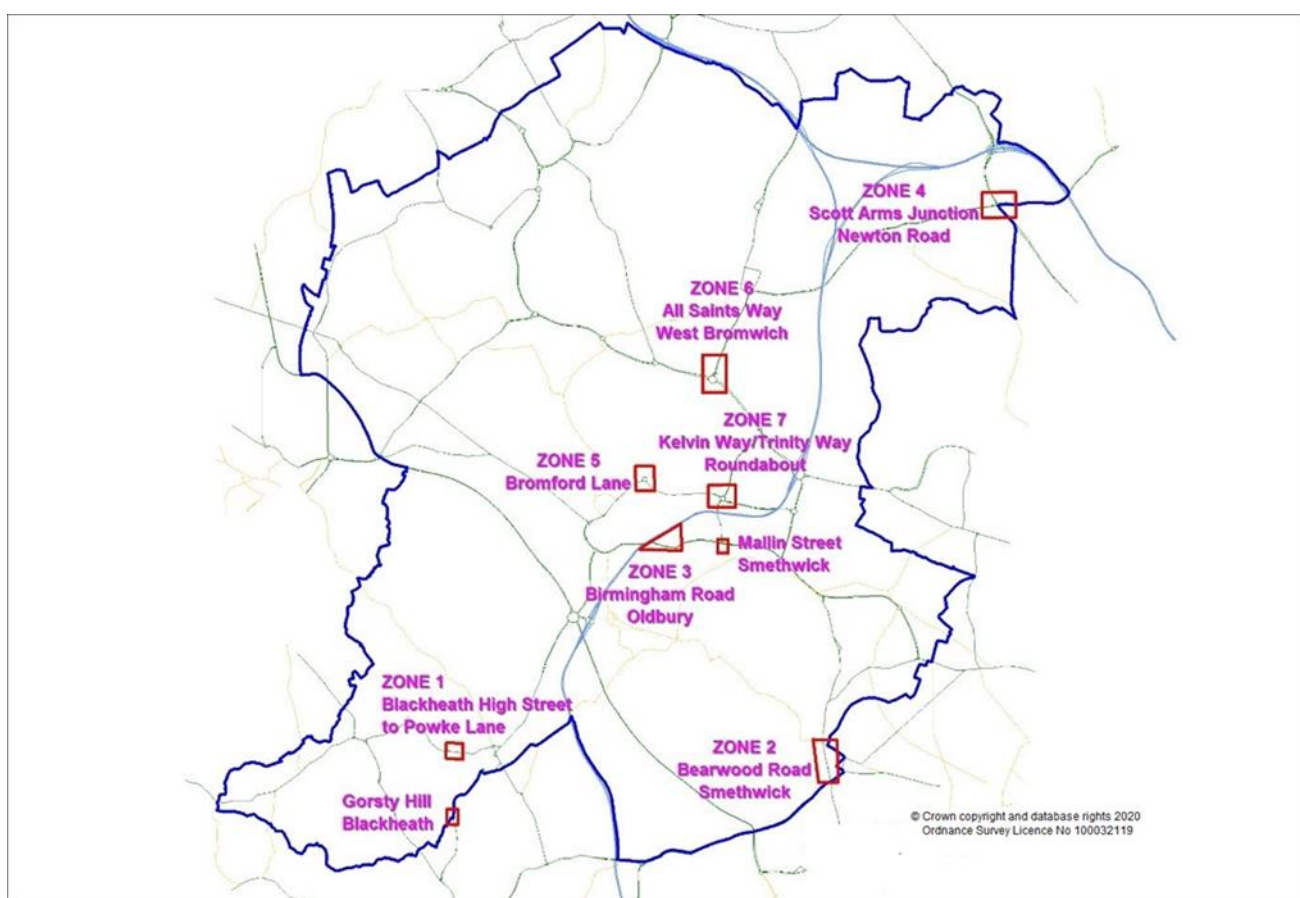 ZONE 4
Scott Arms Junction
Newton Road
ZONE 6
All Saints Way
West Bromwich
ZONE 7
Kelvin Way/Trinity Way
Roundabout
ZONE 5
Bromford Lane
Mallin Street
Smethwick
ZONE 3
Birmingham Road
Oldbury
ZONE 1
Blackheath High Street
to Powke Lane
ZONE 2
Bearwood Road
Smethwick
Gorsty Hill
Blackheath
© Crown copyright and database rights 2020
Ordnance Survey Licence No 100032119